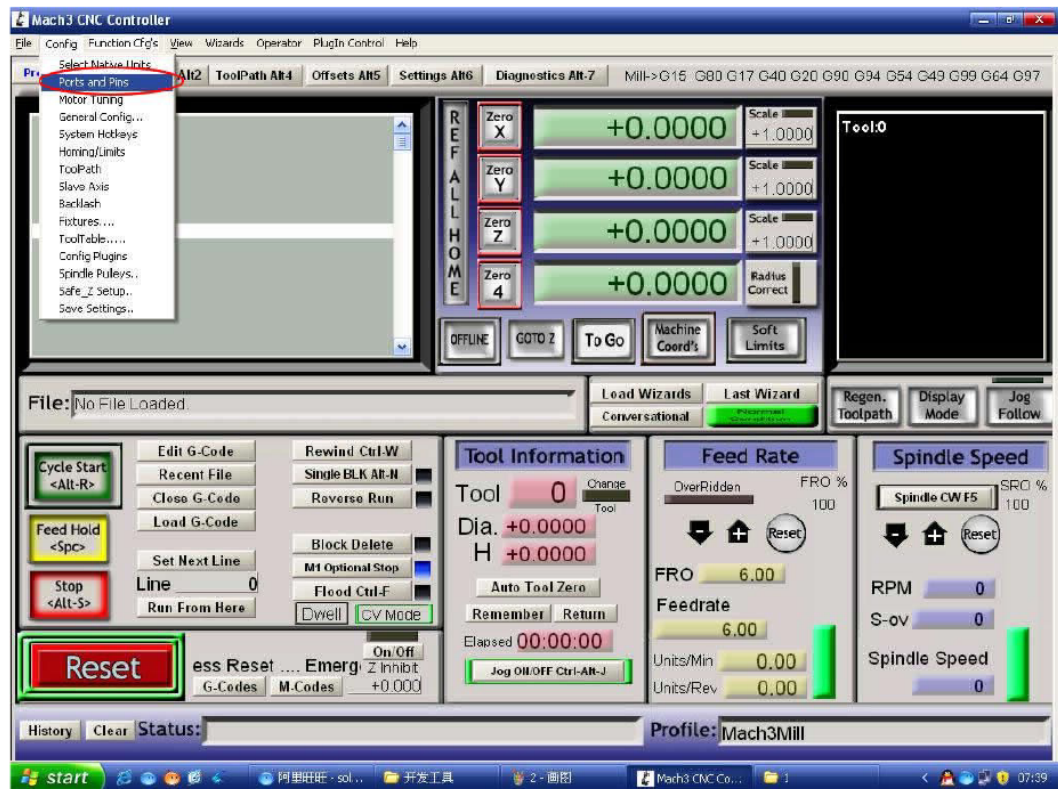 Mach3 CNC Controller
File Config Function Cfg's View Wizards Operator PlugIn Control Help
Select Native Units
Ports and Pins
Motor Tuning
General Config...
System Hotkeys
Homing/Limits
ToolPath
Slave Axis
Backlash
Fixtures....
ToolTable.....
Config Plugins
Spindle Pulleys..
Safe_Z Setup..
Save Settings..
Alt2 ToolPath Alt4 Offsets Alt5 Settings Alt6 Diagnostics Alt-7 Mill->G15 G80 G17 G40 G20 G90 G94 G54 G49 G99 G64 G97
REF ALL HOME
Zero X +0.0000 Scale +1.0000
Zero Y +0.0000 Scale +1.0000
Zero Z +0.0000 Scale +1.0000
Zero 4 +0.0000 Radius Correct
Tool:0
OFFLINE GOTO Z To Go Machine Coord's Soft Limits
File: No File Loaded.
Load Wizards Last Wizard
Conversational Normal Condition
Regen. Toolpath Display Mode Jog Follow
Cycle Start <Alt-R>
Feed Hold <Spc>
Stop <Alt-S>
Edit G-Code
Recent File
Close G-Code
Load G-Code
Set Next Line
Line 0
Run From Here
Rewind Ctrl-W
Single BLK Alt-N
Reverse Run
Block Delete
M1 Optional Stop
Flood Ctrl-F
Dwell CV Mode
Reset
ess Reset .... Emerg
G-Codes M-Codes
On/Off
Z Inhibit
+0.000
Tool Information
Tool 0 Change Tool
Dia. +0.0000
H +0.0000
Auto Tool Zero
Remember Return
Elapsed 00:00:00
Jog ON/OFF Ctrl-Alt-J
Feed Rate
OverRidden FRO % 100
Reset
FRO 6.00
Feedrate
6.00
Units/Min 0.00
Units/Rev 0.00
Spindle Speed
Spindle CW F5 SRO % 100
Reset
RPM 0
S-ov 0
Spindle Speed
0
History Clear Status: Profile: Mach3Mill
start 阿里旺旺 - sol... 开发工具 2 - 画图 Mach3 CNC Co... 1 07:39